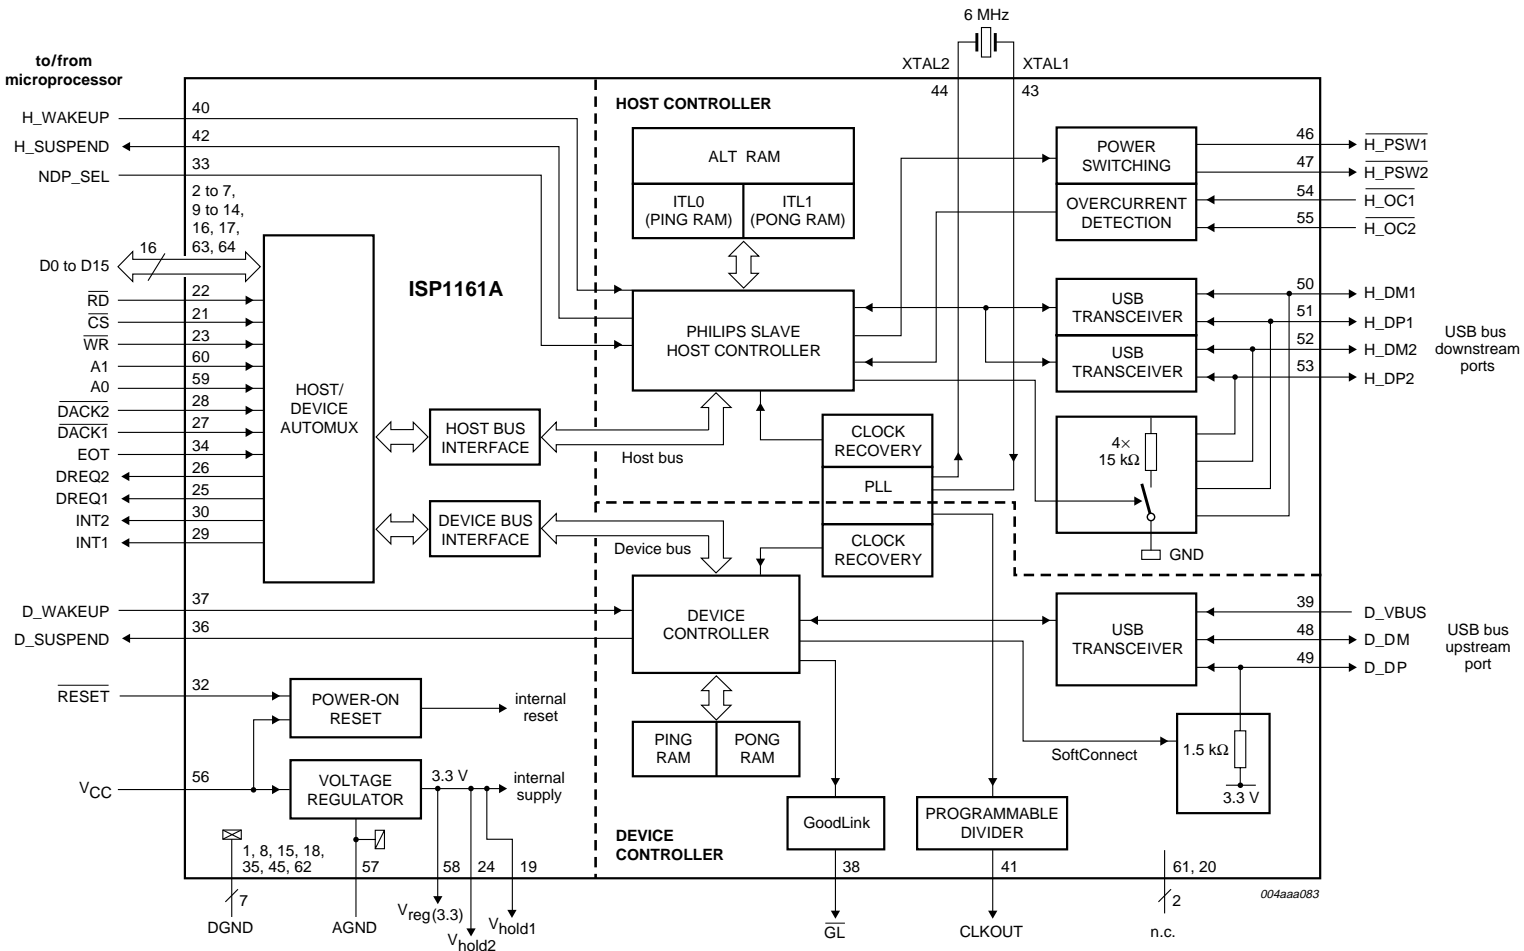 6 MHz
to/from
microprocessor
XTAL2
XTAL1
44
43
HOST CONTROLLER
H_WAKEUP
40
H_SUSPEND
42
NDP_SEL
33
2 to 7,
9 to 14,
16, 17,
63, 64
D0 to D15
16
ISP1161A
RD
22
CS
21
WR
23
A1
60
A0
59
DACK2
28
DACK1
27
EOT
34
DREQ2
26
DREQ1
25
INT2
30
INT1
29
HOST/
DEVICE
AUTOMUX
HOST BUS
INTERFACE
Host bus
DEVICE BUS
INTERFACE
Device bus
ALT RAM
ITL0
(PING RAM)
ITL1
(PONG RAM)
PHILIPS SLAVE
HOST CONTROLLER
CLOCK
RECOVERY
PLL
CLOCK
RECOVERY
POWER
SWITCHING
OVERCURRENT
DETECTION
46
H_PSW1
47
H_PSW2
54
H_OC1
55
H_OC2
USB
TRANSCEIVER
USB
TRANSCEIVER
50
H_DM1
51
H_DP1
52
H_DM2
53
H_DP2
USB bus
downstream
ports
4×
15 kΩ
GND
D_WAKEUP
37
D_SUSPEND
36
DEVICE
CONTROLLER
USB
TRANSCEIVER
39
D_VBUS
48
D_DM
49
D_DP
USB bus
upstream
port
RESET
32
POWER-ON
RESET
internal
reset
PING
RAM
PONG
RAM
SoftConnect
1.5 kΩ
3.3 V
VCC
56
VOLTAGE
REGULATOR
3.3 V
internal
supply
GoodLink
PROGRAMMABLE
DIVIDER
DEVICE
CONTROLLER
1, 8, 15, 18,
35, 45, 62
57
58
24
19
38
41
61, 20
7
2
004aaa083
DGND
AGND
Vreg(3.3)
Vhold2
Vhold1
GL
CLKOUT
n.c.